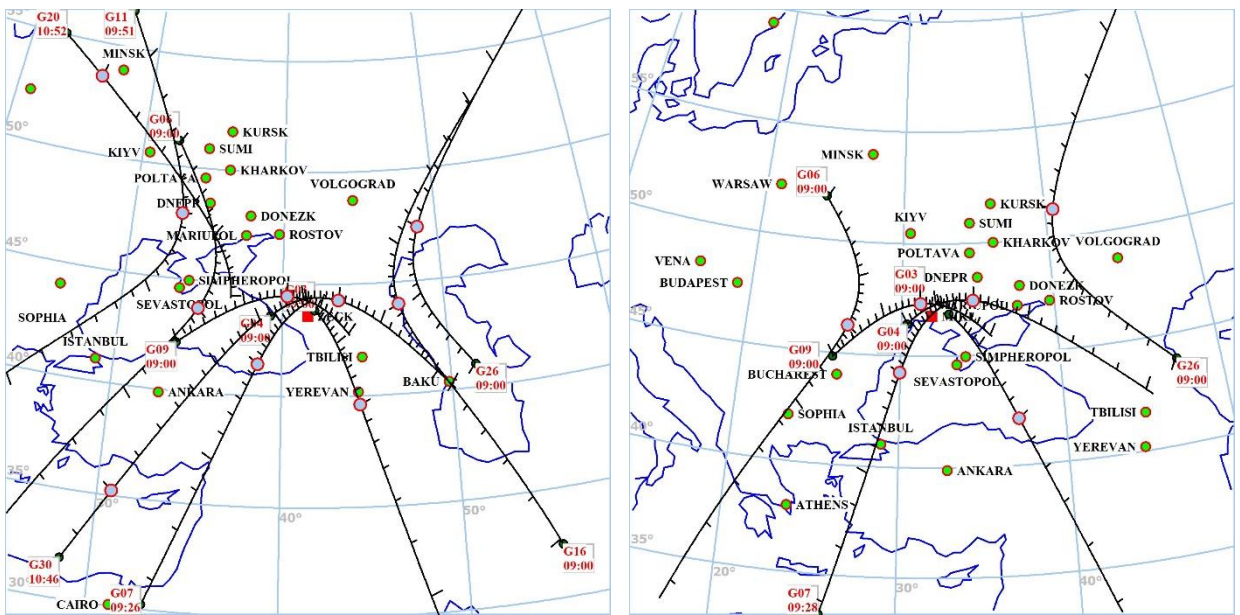 G20
10:52
G11
09:51
MINSK
50°
G06
09:00
KURSK
KIYV
SUMI
KHARKOV
POLTAVA
VOLGOGRAD
DNEPR
DONEZK
45°
MARIUPOL
ROSTOV
SIMPHEROPOL
SEVASTOPOL
SOPHIA
G04
09:00
ISTANBUL
40°
G09
09:00
TBILISI
BAKU
G26
09:00
ANKARA
YEREVAN
35°
40°
50°
G30
10:46
G16
09:00
30°
CAIRO
G07
09:26
55°
MINSK
WARSAW
G06
09:00
50°
KURSK
KIYV
SUMI
KHARKOV
VOLGOGRAD
VENA
POLTAVA
BUDAPEST
G03
09:00
DNEPR
DONEZK
ROSTOV
45°
G04
09:00
G09
09:00
SIMPHEROPOL
G26
09:00
BUCHAREST
SEVASTOPOL
SOPHIA
TBILISI
40°
ISTANBUL
YEREVAN
ANKARA
ATHENS
35°
20°
30°
40°
G07
09:28